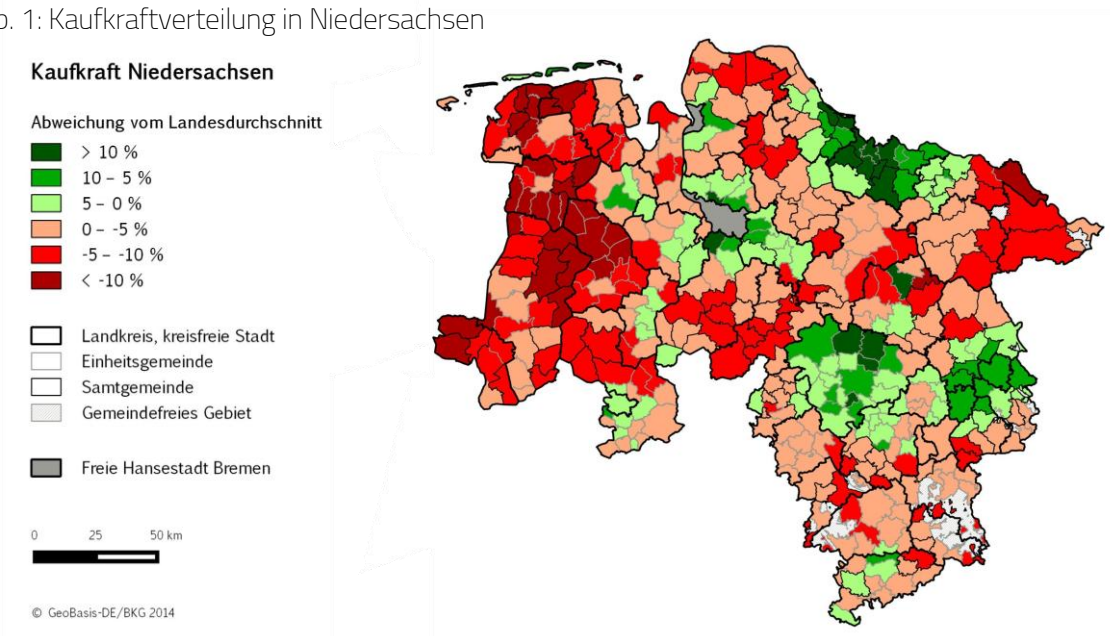 b. 1: Kaufkraftverteilung in Niedersachsen
Kaufkraft Niedersachsen
Abweichung vom Landesdurchschnitt
> 10 %
10 – 5 %
5 – 0 %
0 – -5 %
-5 – -10 %
< -10 %
Landkreis, kreisfreie Stadt
Einheitsgemeinde
Samtgemeinde
Gemeindefreies Gebiet
Freie Hansestadt Bremen
0 25 50 km
© GeoBasis-DE/BKG 2014